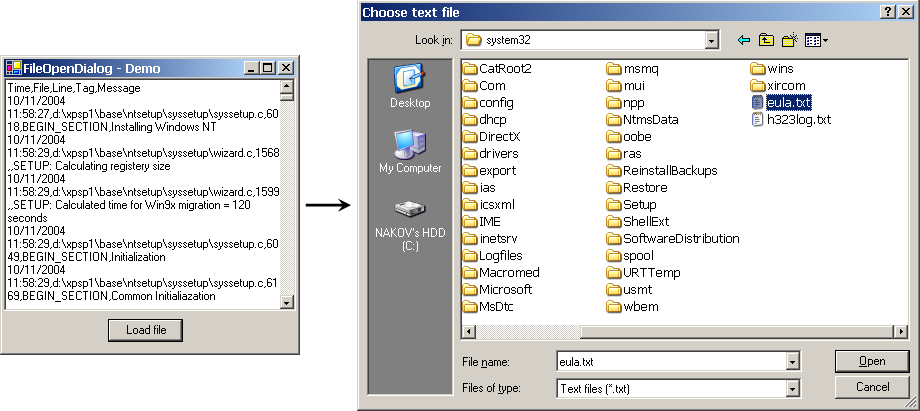 FileOpenDialog - Demo
Time,File,Line,Tag,Message
10/11/2004
11:58:27,d:\xpsp1\base\ntsetup\syssetup\syssetup.c,60
18,BEGIN_SECTION,Installing Windows NT
10/11/2004
11:58:29,d:\xpsp1\base\ntsetup\syssetup\wizard.c,1568
,,SETUP: Calculating registery size
10/11/2004
11:58:29,d:\xpsp1\base\ntsetup\syssetup\wizard.c,1599
,,SETUP: Calculated time for Win9x migration = 120
seconds
10/11/2004
11:58:29,d:\xpsp1\base\ntsetup\syssetup\syssetup.c,60
49,BEGIN_SECTION,Initialization
10/11/2004
11:58:29,d:\xpsp1\base\ntsetup\syssetup\syssetup.c,61
69,BEGIN_SECTION,Common Initialiazation
Load file
Choose text file
Look in:
system32
Desktop
My Computer
NAKOV's HDD
(C:)
CatRoot2
Com
config
dhcp
DirectX
drivers
export
ias
icsxml
IME
inetsrv
Logfiles
Macromed
Microsoft
MsDtc
msmq
mui
npp
NtmsData
oobe
ras
ReinstallBackups
Restore
Setup
ShellExt
SoftwareDistribution
spool
URTTemp
usmt
wbem
wins
xircom
eula.txt
h323log.txt
File name:
eula.txt
Open
Files of type:
Text files (*.txt)
Cancel